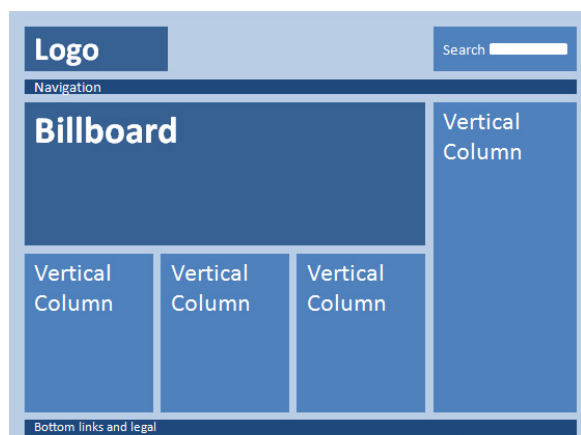 Logo
Search
Navigation
Billboard
Vertical
Column
Vertical
Column
Vertical
Column
Vertical
Column
Bottom links and legal